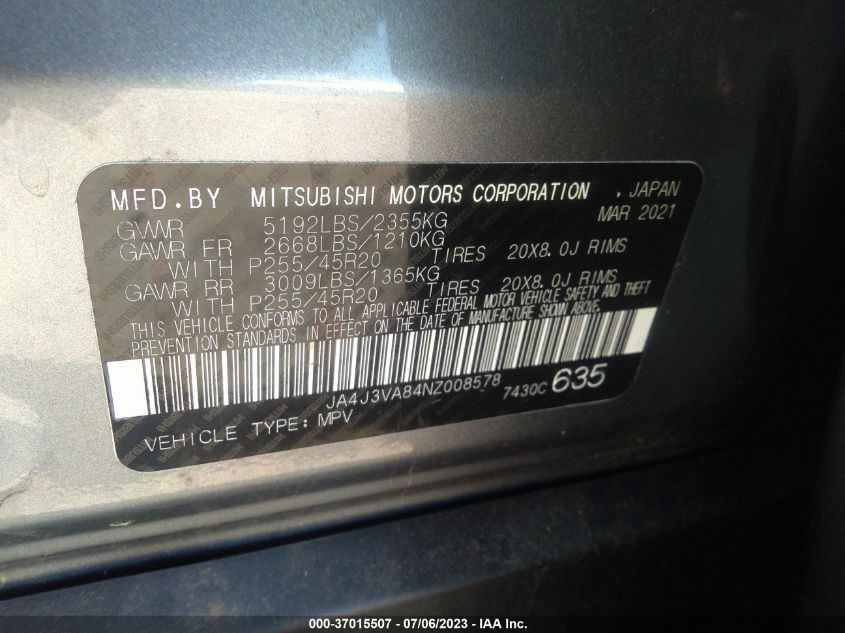 MFD.BY MITSUBISHI MOTORS CORPORATION . JAPAN
MAR 2021
GVWR 5192LBS/2355KG
GAWR FR 2668LBS/1210KG
WITH P255/45R20 TIRES 20X8.0J RIMS
GAWR RR 3009LBS/1365KG
WITH P255/45R20 TIRES 20X8.0J RIMS
THIS VEHICLE CONFORMS TO ALL APPLICABLE FEDERAL MOTOR VEHICLE SAFETY AND THEFT
PREVENTION STANDARDS IN EFFECT ON THE DATE OF MANUFACTURE SHOWN ABOVE.
JA4J3VA84NZ008578 7430C 635
VEHICLE TYPE: MPV
000-37015507 - 07/06/2023 - IAA Inc.